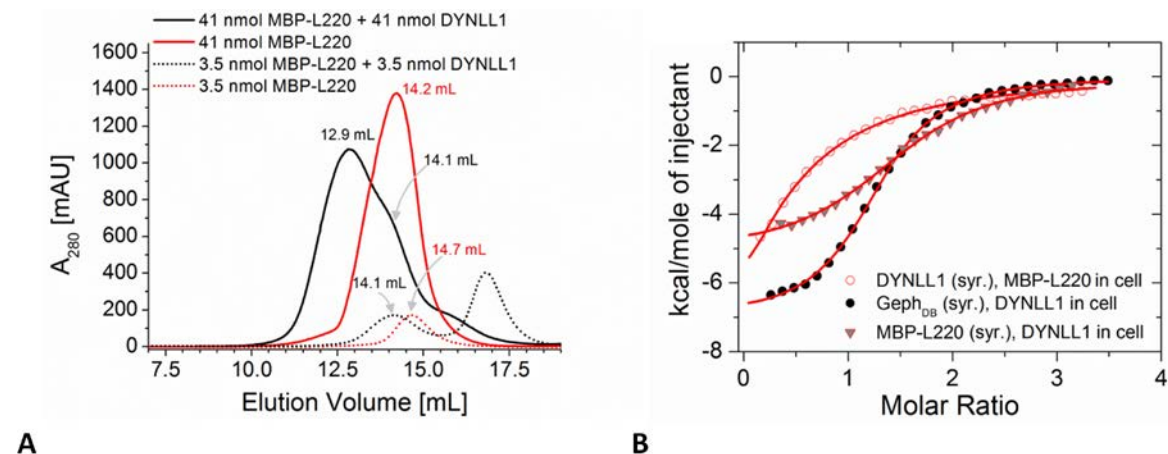 41 nmol MBP-L220 + 41 nmol DYNLL1
41 nmol MBP-L220
3.5 nmol MBP-L220 + 3.5 nmol DYNLL1
3.5 nmol MBP-L220
14.2 mL
12.9 mL
14.1 mL
14.7 mL
14.1 mL
A280 [mAU]
1600
1400
1200
1000
800
600
400
200
0
7.5 10.0 12.5 15.0 17.5
Elution Volume [mL]
A
kcal/mole of injectant
0
-2
-4
-6
-8
DYNLL1 (syr.), MBP-L220 in cell
GephDB (syr.), DYNLL1 in cell
MBP-L220 (syr.), DYNLL1 in cell
0 1 2 3 4
Molar Ratio
B